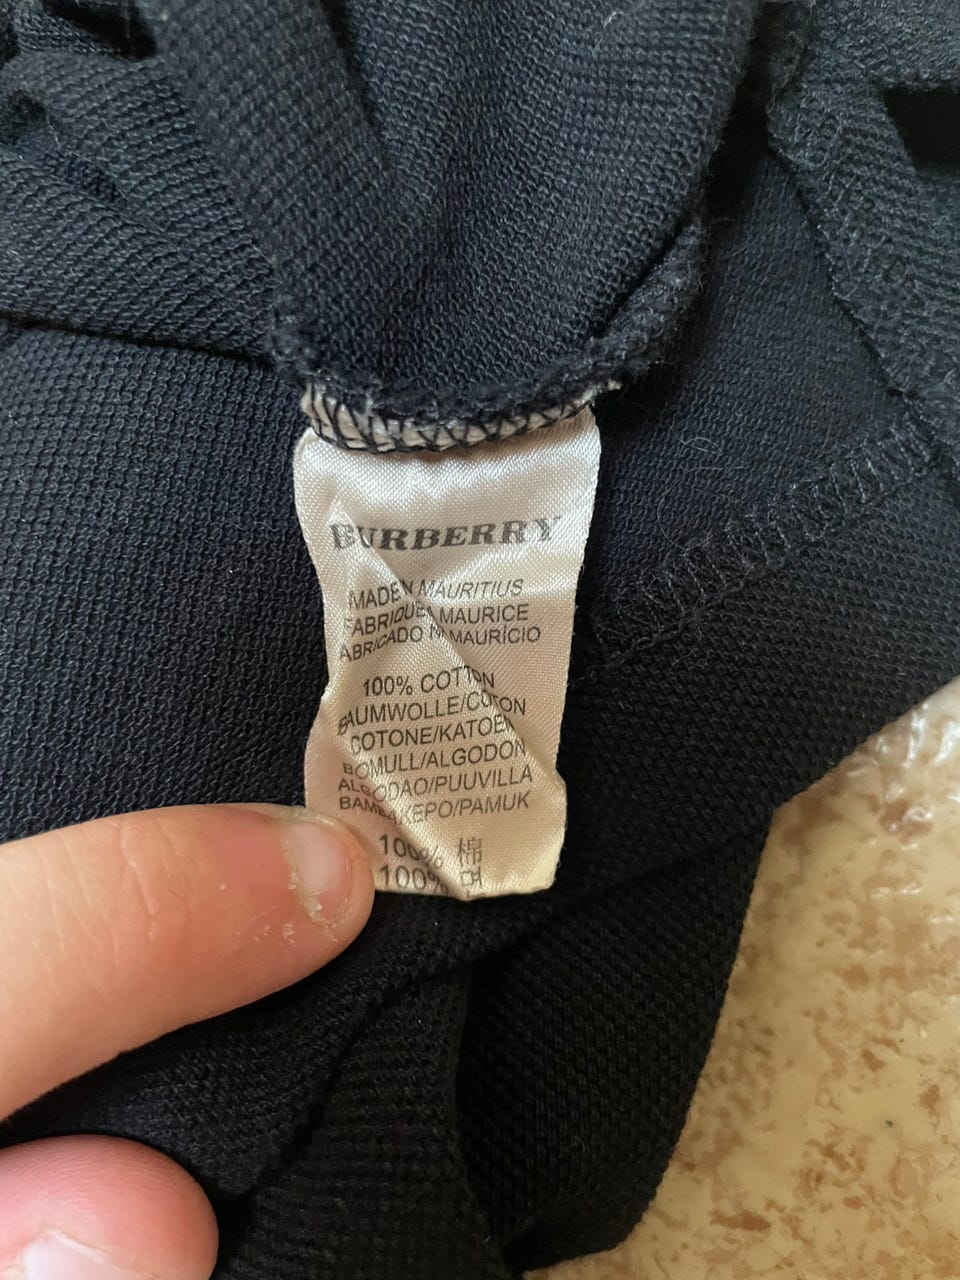 BURBERRY
MADE IN MAURITIUS
FABRIQUE A MAURICE
ABRICADO N MAURÍCIO
100% COTTON
BAUMWOLLE/COTON
COTONE/KATOEN
BOMULL/ALGODON
ALGODAO/PUUVILLA
BAMBAKEPO/PAMUK
100% 棉
100% 면